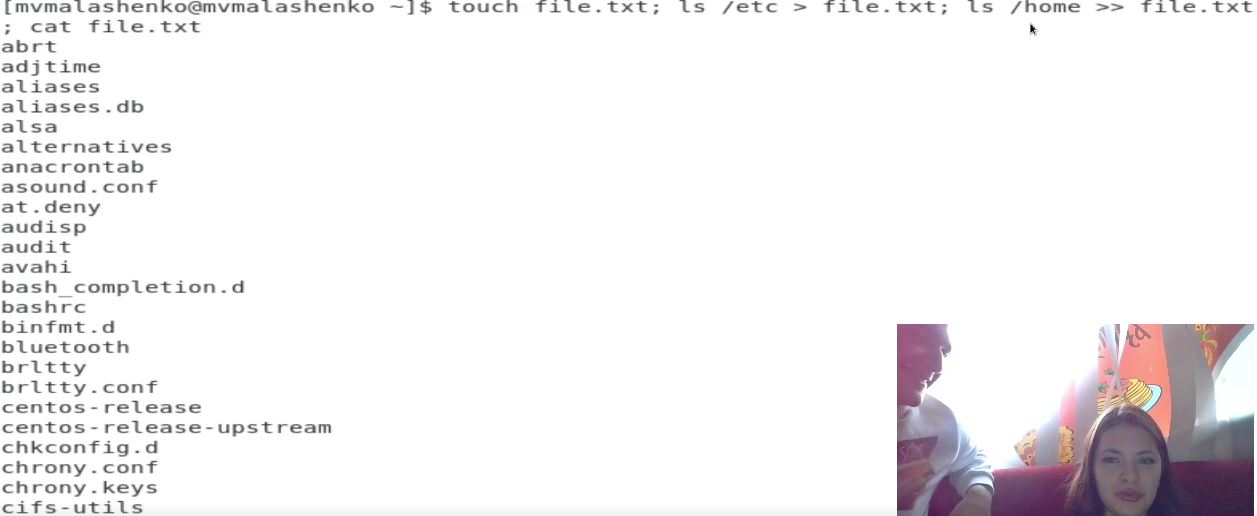 [mvmalashenko@mvmalashenko ~]$ touch file.txt; ls /etc > file.txt; ls /home >> file.txt
; cat file.txt
abrt
adjtime
aliases
aliases.db
alsa
alternatives
anacrontab
asound.conf
at.deny
audisp
audit
avahi
bash_completion.d
bashrc
binfmt.d
bluetooth
brltty
brltty.conf
centos-release
centos-release-upstream
chkconfig.d
chrony.conf
chrony.keys
cifs-utils